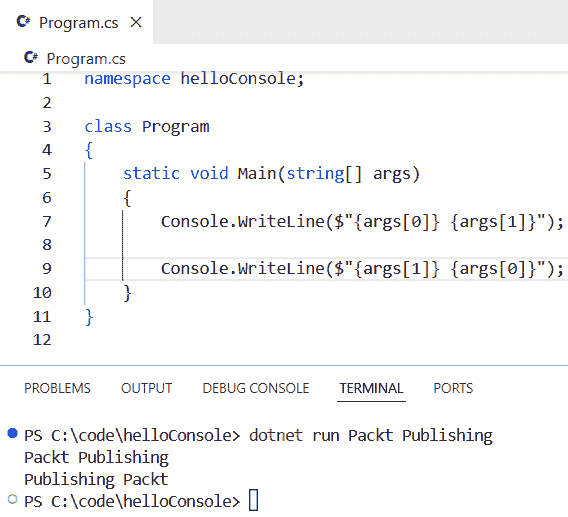 C# Program.cs ×
C# Program.cs
1 namespace helloConsole;
2
3 class Program
4 {
5     static void Main(string[] args)
6     {
7         Console.WriteLine($"{args[0]} {args[1]}");
8
9         Console.WriteLine($"{args[1]} {args[0]}");
10     }
11 }
12
PROBLEMS OUTPUT DEBUG CONSOLE TERMINAL PORTS
PS C:\code\helloConsole> dotnet run Packt Publishing
Packt Publishing
Publishing Packt
PS C:\code\helloConsole>